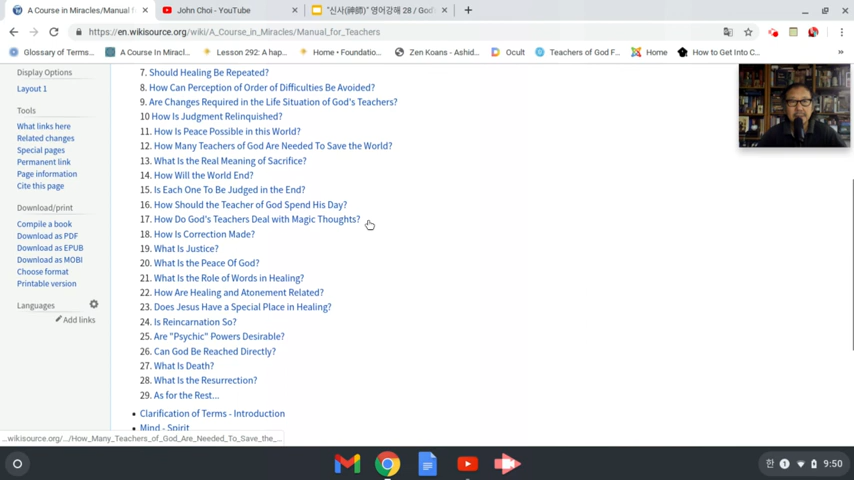 A Course in Miracles/Manual f
John Choi - YouTube
"신사(神師)" 영어강해 28 / God
https://en.wikisource.org/wiki/A_Course_in_Miracles/Manual_for_Teachers
Glossary of Terms...
A Course In Miracl...
Lesson 292: A hap...
Home • Foundatio...
Zen Koans - Ashid...
Ocult
Teachers of God F...
Home
How to Get Into C...
»
Display Options
Layout 1
Tools
What links here
Related changes
Special pages
Permanent link
Page information
Cite this page
Download/print
Compile a book
Download as PDF
Download as EPUB
Download as MOBI
Choose format
Printable version
Languages
Add links
7. Should Healing Be Repeated?
8. How Can Perception of Order of Difficulties Be Avoided?
9. Are Changes Required in the Life Situation of God's Teachers?
10 How Is Judgment Relinquished?
11. How Is Peace Possible in this World?
12. How Many Teachers of God Are Needed To Save the World?
13. What Is the Real Meaning of Sacrifice?
14. How Will the World End?
15. Is Each One To Be Judged in the End?
16. How Should the Teacher of God Spend His Day?
17. How Do God's Teachers Deal with Magic Thoughts?
18. How Is Correction Made?
19. What Is Justice?
20. What Is the Peace Of God?
21. What Is the Role of Words in Healing?
22. How Are Healing and Atonement Related?
23. Does Jesus Have a Special Place in Healing?
24. Is Reincarnation So?
25. Are "Psychic" Powers Desirable?
26. Can God Be Reached Directly?
27. What Is Death?
28. What Is the Resurrection?
29. As for the Rest...
Clarification of Terms - Introduction
Mind - Spirit
..wikisource.org/.../How_Many_Teachers_of_God_Are_Needed_To_Save_the_...
한 1 9:50